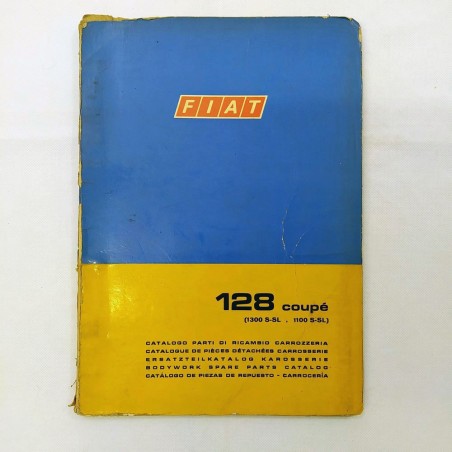 FIAT
128 coupé
(1300 S-SL , 1100 S-SL)
CATALOGO PARTI DI RICAMBIO CARROZZERIA
CATALOGUE DE PIÈCES DÉTACHÉES CARROSSERIE
ERSATZTEILKATALOG KAROSSERIE
BODYWORK SPARE PARTS CATALOG
CATÁLOGO DE PIEZAS DE REPUESTO - CARROCERÍA